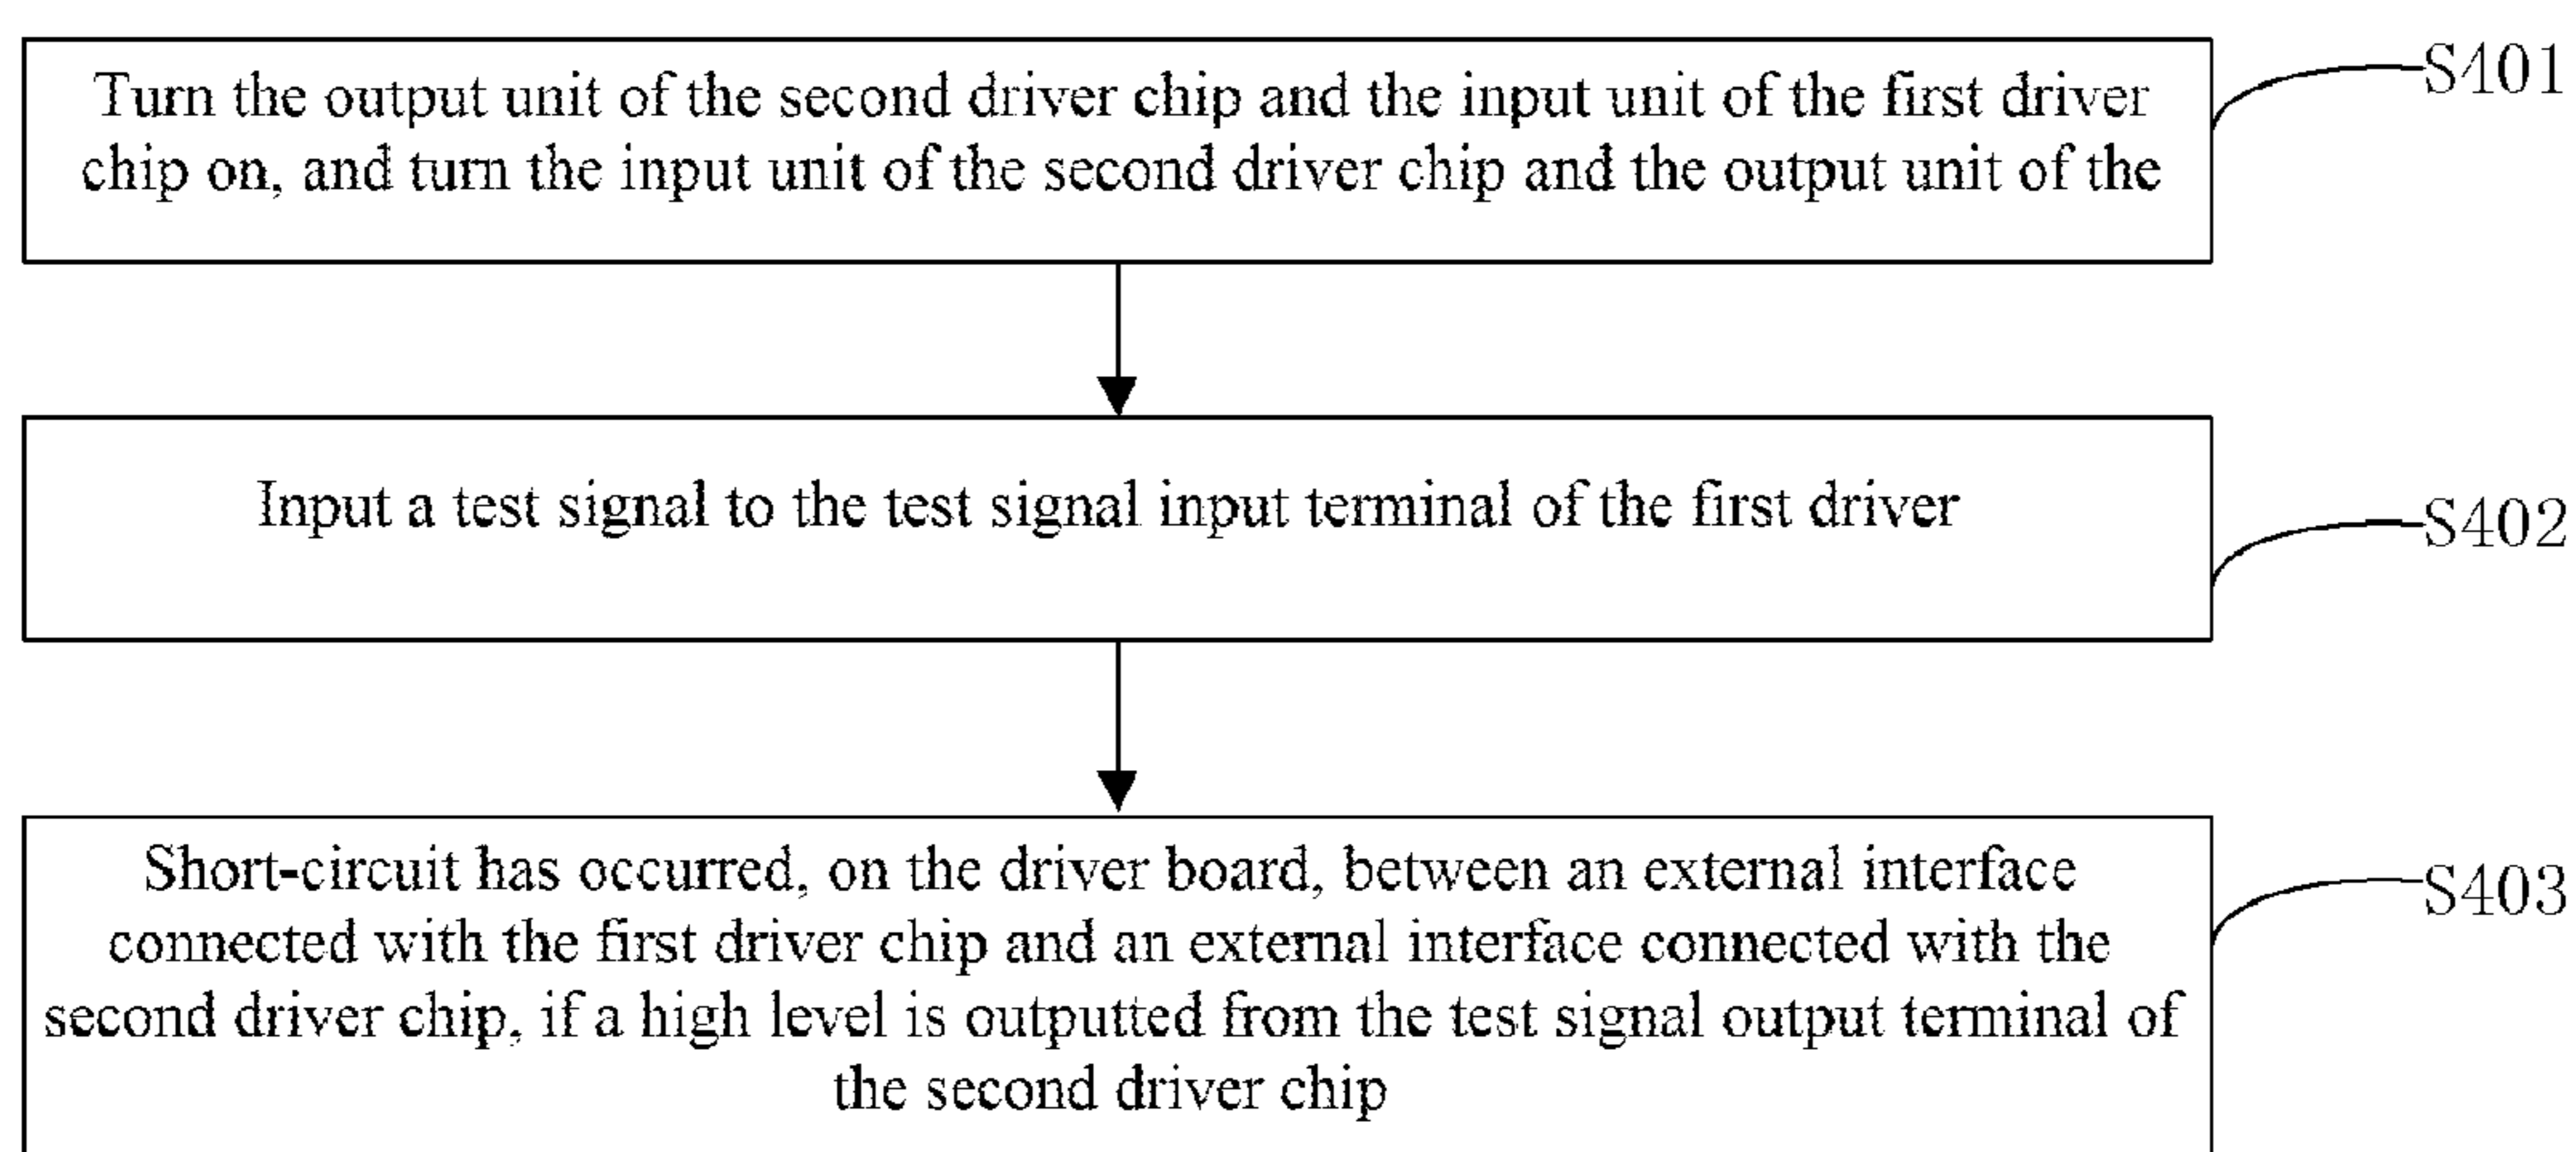 Turn the output unit of the second driver chip and the input unit of the first driver
chip on, and turn the input unit of the second driver chip and the output unit of the
S401
Input a test signal to the test signal input terminal of the first driver
S402
Short-circuit has occurred, on the driver board, between an external interface
connected with the first driver chip and an external interface connected with the
second driver chip, if a high level is outputted from the test signal output terminal of
the second driver chip
S403